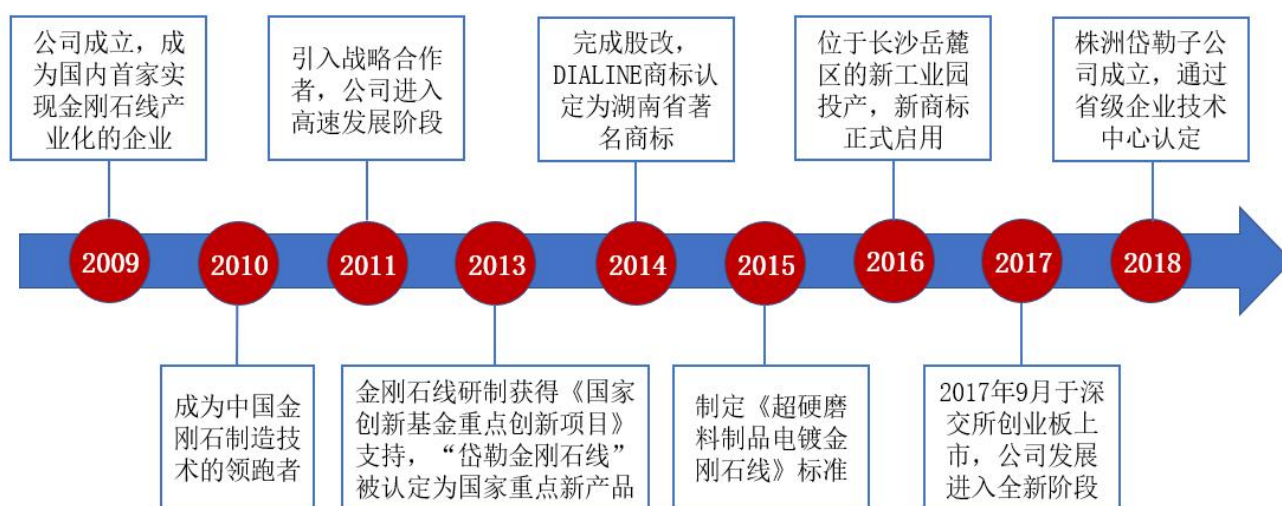 公司成立，成
为国内首家实
现金刚石线产
业化的企业
引入战略合作
者，公司进入
高速发展阶段
完成股改，
DIALINE商标认
定为湖南省著
名商标
位于长沙岳麓
区的新工业园
投产，新商标
正式启用
株洲岱勒子公
司成立，通过
省级企业技术
中心认定
2009
2010
2011
2013
2014
2015
2016
2017
2018
成为中国金
刚石制造技
术的领跑者
金刚石线研制获得《国家
创新基金重点创新项目》
支持，“岱勒金刚石线”
被认定为国家重点新产品
制定《超硬磨
料制品电镀金
刚石线》标准
2017年9月于深
交所创业板上
市，公司发展
进入全新阶段